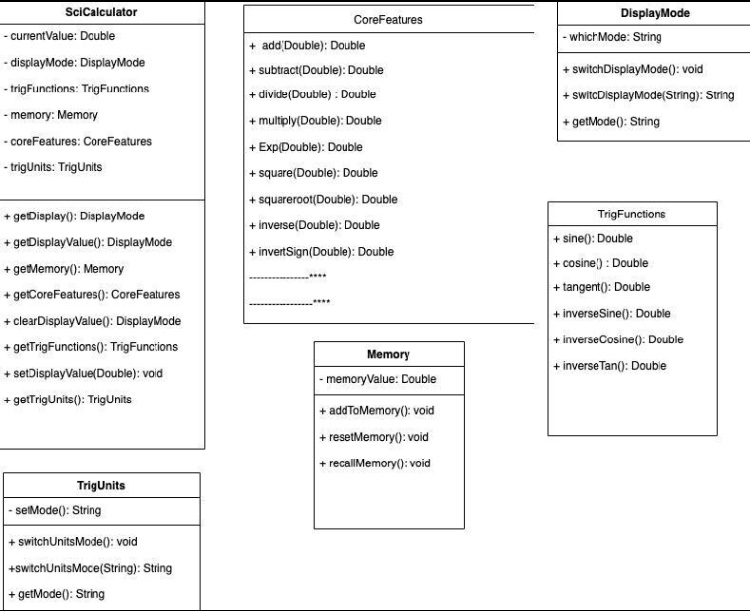 SciCalculator
- currentValue: Double
- displayMode: DisplayMode
- trigFunctions: TrigFunctions
- memory: Memory
- coreFeatures: CoreFeatures
- trigUnits: TrigUnits
+ getDisplay(): DisplayMode
+ getDisplayValue(): DisplayMode
+ getMemory(): Memory
+ getCoreFeatures(): CoreFeatures
+ clearDisplayValue(): DisplayMode
+ getTrigFunctions(): TrigFunctions
+ setDisplayValue(Double): void
+ getTrigUnits(): TrigUnits
CoreFeatures
+ add(Double): Double
+ subtract(Double): Double
+ divide(Double) : Double
+ multiply(Double): Double
+ Exp(Double): Double
+ square(Double): Double
+ squareroot(Double): Double
+ inverse(Double): Double
+ invertSign(Double): Double
----------------****
-----------------****
DisplayMode
- whichMode: String
+ switchDisplayMode(): void
+ switcDisplayMode(String): String
+ getMode(): String
TrigFunctions
+ sine(): Double
+ cosine() : Double
+ tangent(): Double
+ inverseSine(): Double
+ inverseCosine(): Double
+ inverseTan(): Double
Memory
- memoryValue: Double
+ addToMemory(): void
+ resetMemory(): void
+ recallMemory(): void
TrigUnits
- setMode(): String
+ switchUnitsMode(): void
+switchUnitsMoce(String): String
+ getMode(): String